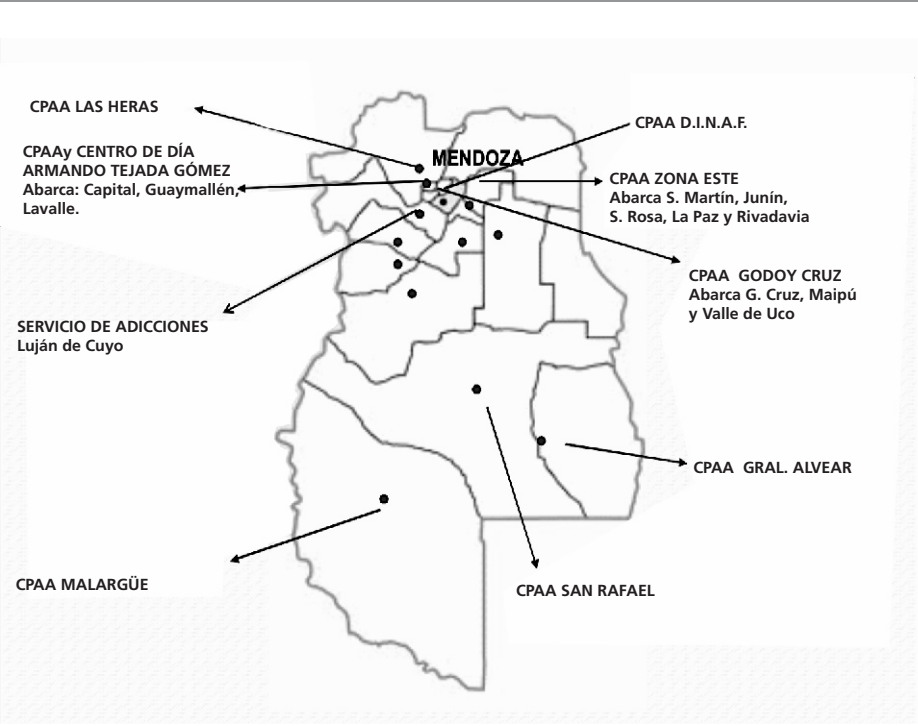 CPAA LAS HERAS
CPAAy CENTRO DE DÍA
ARMANDO TEJADA GÓMEZ
Abarca: Capital, Guaymallén,
Lavalle.
SERVICIO DE ADICCIONES
Luján de Cuyo
CPAA MALARGÜE
MENDOZA
CPAA D.I.N.A.F.
CPAA ZONA ESTE
Abarca S. Martín, Junín,
S. Rosa, La Paz y Rivadavia
CPAA  GODOY CRUZ
Abarca G. Cruz, Maipú
y Valle de Uco
CPAA  GRAL. ALVEAR
CPAA SAN RAFAEL